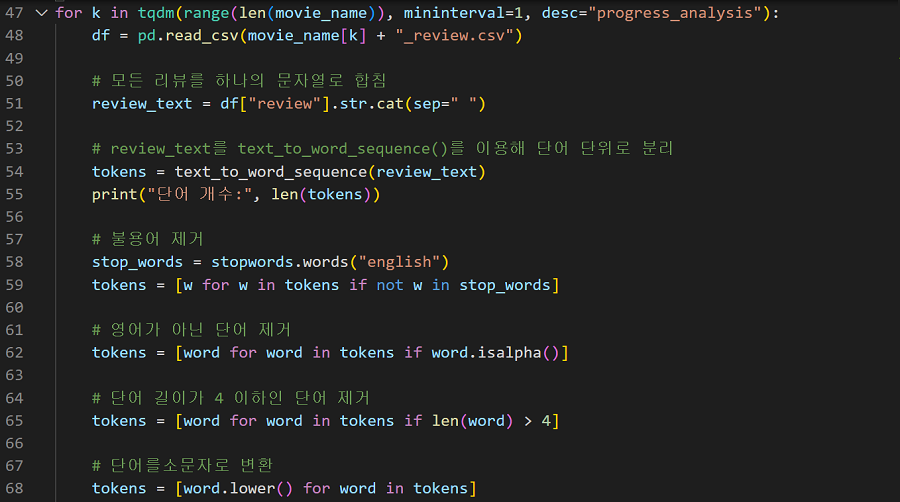 47 for k in tqdm(range(len(movie_name)), mininterval=1, desc="progress_analysis"):
48 df = pd.read_csv(movie_name[k] + "_review.csv")
49
50 # 모든 리뷰를 하나의 문자열로 합침
51 review_text = df["review"].str.cat(sep=" ")
52
53 # review_text를 text_to_word_sequence()를 이용해 단어 단위로 분리
54 tokens = text_to_word_sequence(review_text)
55 print("단어 개수:", len(tokens))
56
57 # 불용어 제거
58 stop_words = stopwords.words("english")
59 tokens = [w for w in tokens if not w in stop_words]
60
61 # 영어가 아닌 단어 제거
62 tokens = [word for word in tokens if word.isalpha()]
63
64 # 단어 길이가 4 이하인 단어 제거
65 tokens = [word for word in tokens if len(word) > 4]
66
67 # 단어를소문자로 변환
68 tokens = [word.lower() for word in tokens]